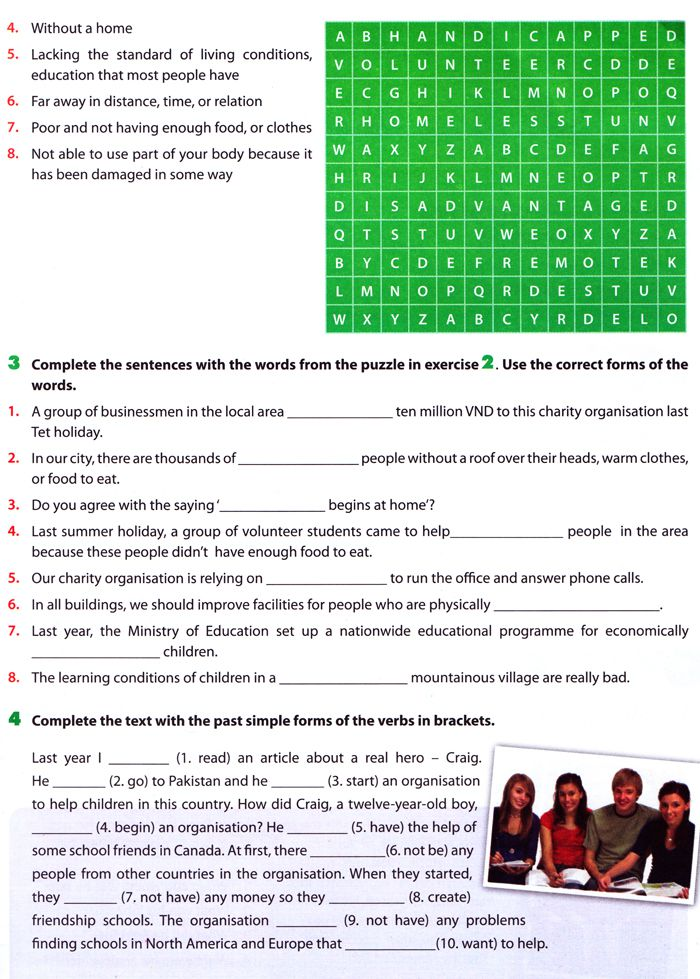 4. Without a home
5. Lacking the standard of living conditions,
education that most people have
6. Far away in distance, time, or relation
7. Poor and not having enough food, or clothes
8. Not able to use part of your body because it
has been damaged in some way
A B H A N D I C A P P E D
V O L U N T E E R C D D E
E C G H I K L M N O P O Q
R H O M E L E S S T U N V
W A X Y Z A B C D E F A G
H R I J K L M N E O P T R
D I S A D V A N T A G E D
Q T S T U V W E O X Y Z A
B Y C D E F R E M O T E K
L M N O P Q R D E S T U V
W X Y Z A B C Y R D E L O
3 Complete the sentences with the words from the puzzle in exercise 2. Use the correct forms of the
words.
1. A group of businessmen in the local area ______________ ten million VND to this charity organisation last
Tet holiday.
2. In our city, there are thousands of ________________ people without a roof over their heads, warm clothes,
or food to eat.
3. Do you agree with the saying '______________ begins at home'?
4. Last summer holiday, a group of volunteer students came to help_______________ people in the area
because these people didn't have enough food to eat.
5. Our charity organisation is relying on ________________ to run the office and answer phone calls.
6. In all buildings, we should improve facilities for people who are physically ______________________.
7. Last year, the Ministry of Education set up a nationwide educational programme for economically
_________________ children.
8. The learning conditions of children in a _________________ mountainous village are really bad.
4 Complete the text with the past simple forms of the verbs in brackets.
Last year I ________ (1. read) an article about a real hero – Craig.
He _______ (2. go) to Pakistan and he _______ (3. start) an organisation
to help children in this country. How did Craig, a twelve-year-old boy,
________ (4. begin) an organisation? He ________ (5. have) the help of
some school friends in Canada. At first, there __________(6. not be) any
people from other countries in the organisation. When they started,
they _______ (7. not have) any money so they __________ (8. create)
friendship schools. The organisation ________ (9. not have) any problems
finding schools in North America and Europe that ____________(10. want) to help.